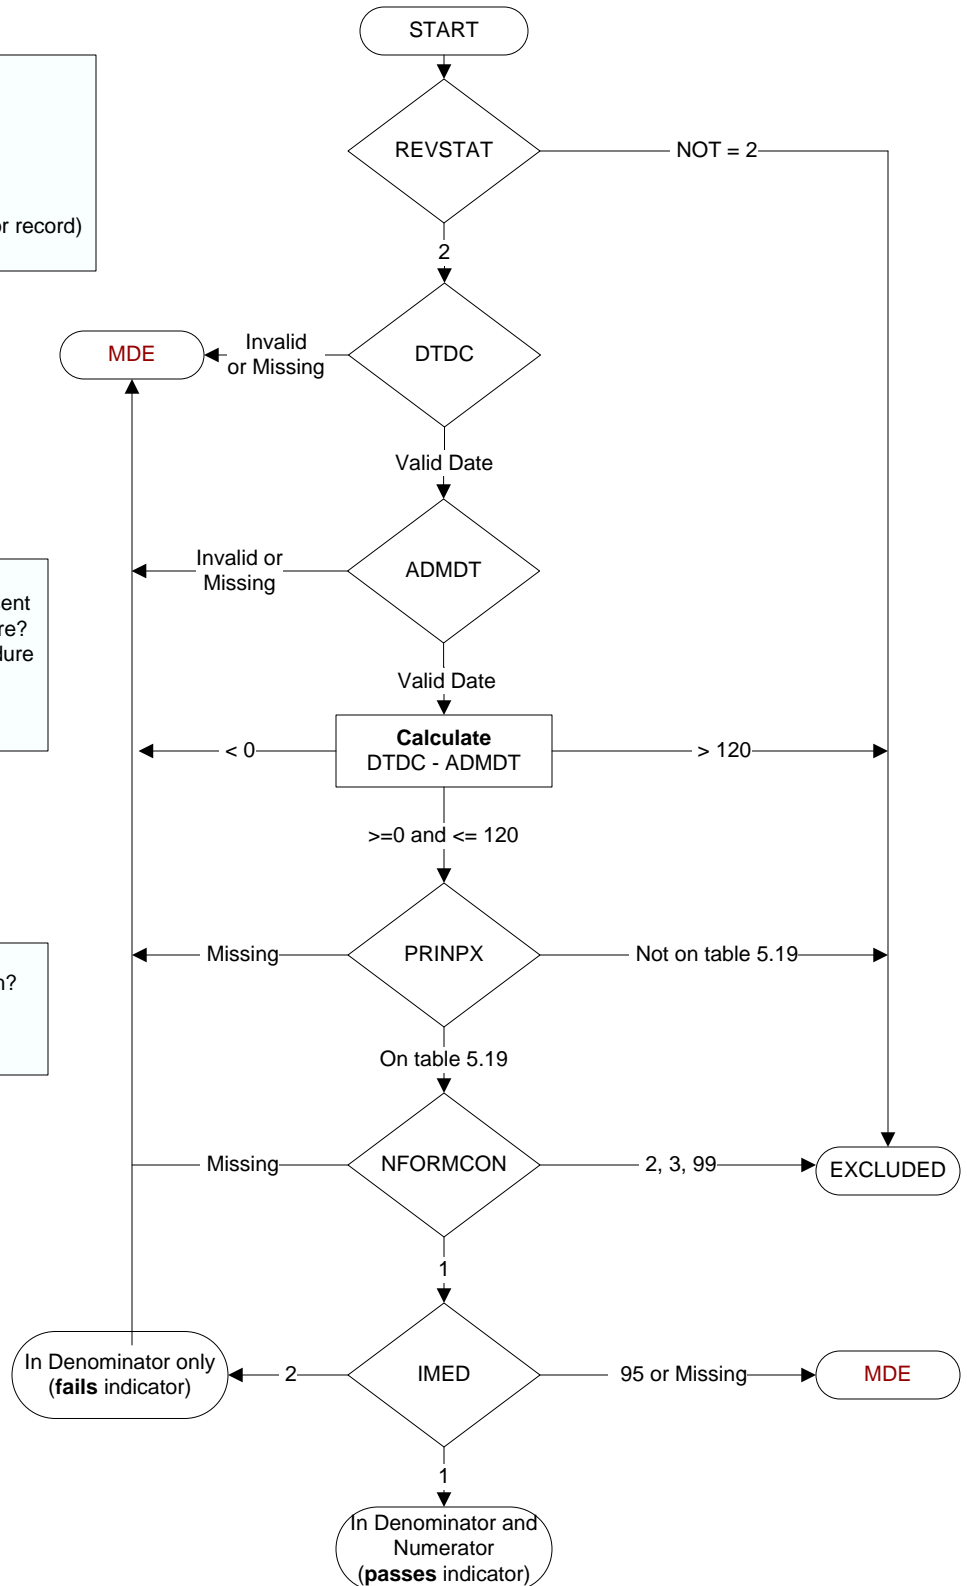 START
REVSTAT
NOT = 2
or record)
2
MDE
Invalid
or Missing
DTDC
Valid Date
Invalid or
Missing
ADMDT
ent
re?
dure
Valid Date
< 0
Calculate
DTDC - ADMDT
> 120
>=0 and <= 120
Missing
PRINPX
Not on table 5.19
n?
On table 5.19
Missing
NFORMCON
2, 3, 99
EXCLUDED
1
In Denominator only
(fails indicator)
2
IMED
95 or Missing
MDE
1
In Denominator and
Numerator
(passes indicator)